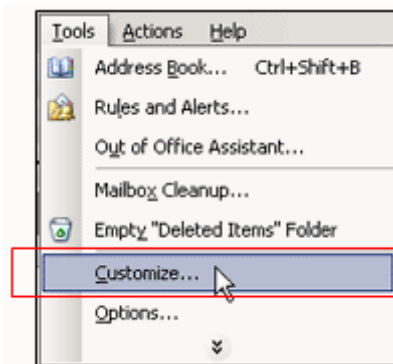 Tools Actions Help
Address Book... Ctrl+Shift+B
Rules and Alerts...
Out of Office Assistant...
Mailbox Cleanup...
Empty "Deleted Items" Folder
Customize...
Options...